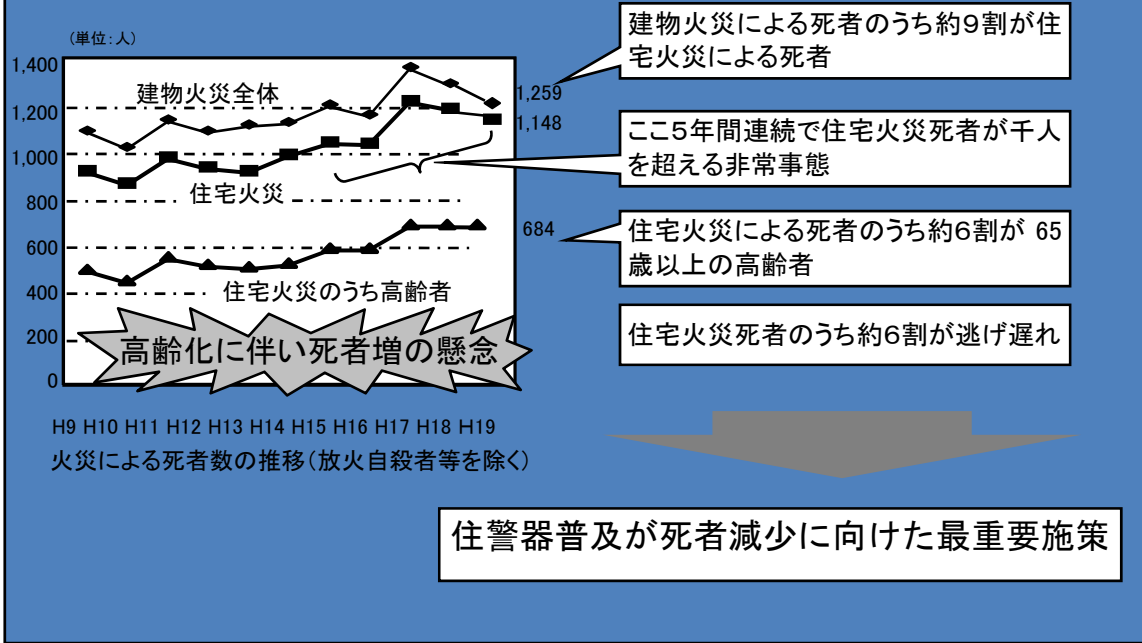 (単位:人)
1,400
1,200
1,000
800
600
400
200
0
建物火災全体
住宅火災
住宅火災のうち高齢者
1,259
1,148
684
高齢化に伴い死者増の懸念
H9 H10 H11 H12 H13 H14 H15 H16 H17 H18 H19
火災による死者数の推移(放火自殺者等を除く)
建物火災による死者のうち約9割が住
宅火災による死者
ここ5年間連続で住宅火災死者が千人
を超える非常事態
住宅火災による死者のうち約6割が 65
歳以上の高齢者
住宅火災死者のうち約6割が逃げ遅れ
住警器普及が死者減少に向けた最重要施策